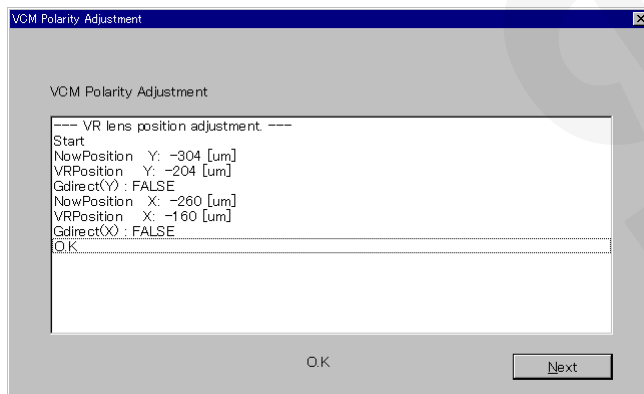 VCM Polarity Adjustment
VCM Polarity Adjustment
--- VR lens position adjustment. ---
Start
NowPosition Y: -304 [um]
VRPosition Y: -204 [um]
Gdirect(Y) : FALSE
NowPosition X: -260 [um]
VRPosition X: -160 [um]
Gdirect(X) : FALSE
O.K
O.K
Next